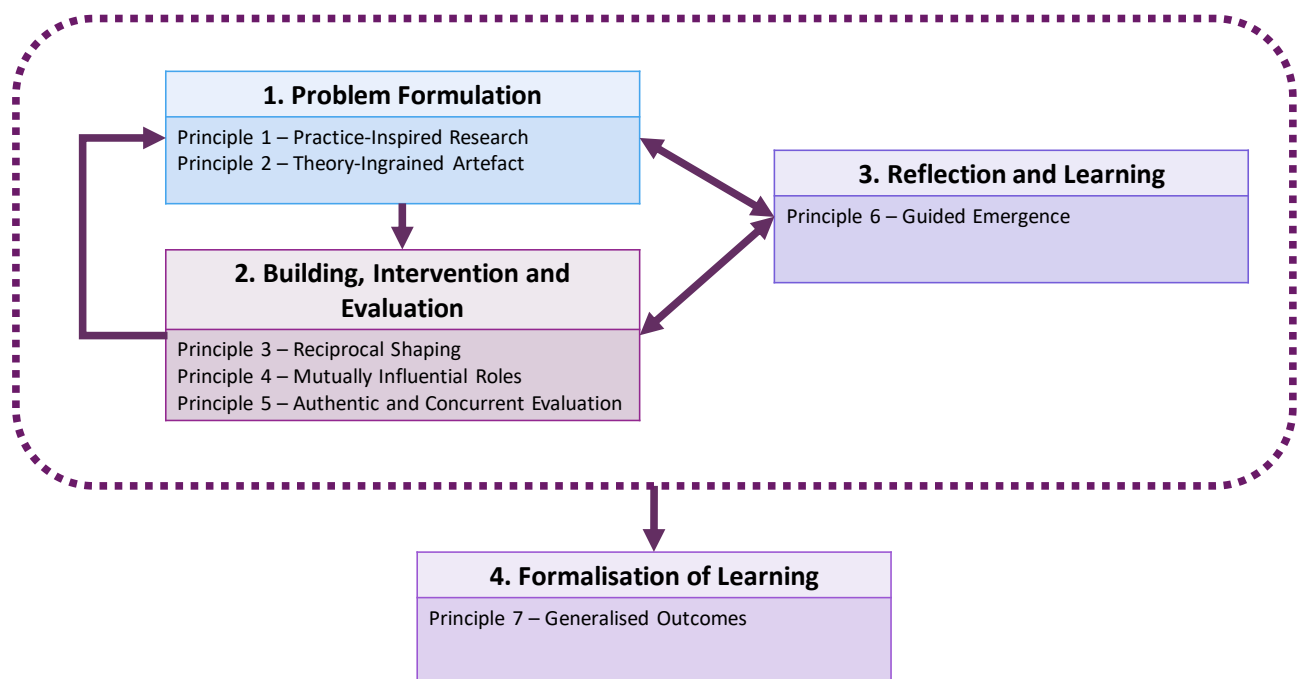 1. Problem Formulation
Principle 1 – Practice-Inspired Research
Principle 2 – Theory-Ingrained Artefact
2. Building, Intervention and
Evaluation
Principle 3 – Reciprocal Shaping
Principle 4 – Mutually Influential Roles
Principle 5 – Authentic and Concurrent Evaluation
3. Reflection and Learning
Principle 6 – Guided Emergence
4. Formalisation of Learning
Principle 7 – Generalised Outcomes